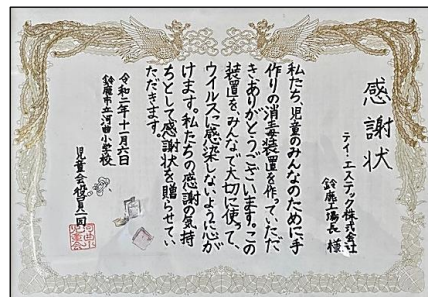 感謝状
テイ・エステック株式会社
鈴鹿工場長 様
私たち、児童のみんなのために手
作りの消毒装置を作っていただ
きありがとうございます。この
装置をみんなで大切に使って、
ウイルスに感染しないように心が
けます。私たちの感謝の気持
ちとして感謝状を贈らせてい
ただきます。
令和二年十一月六日
鈴鹿市立河曲小学校
児童会役員一同
河曲小
児童会